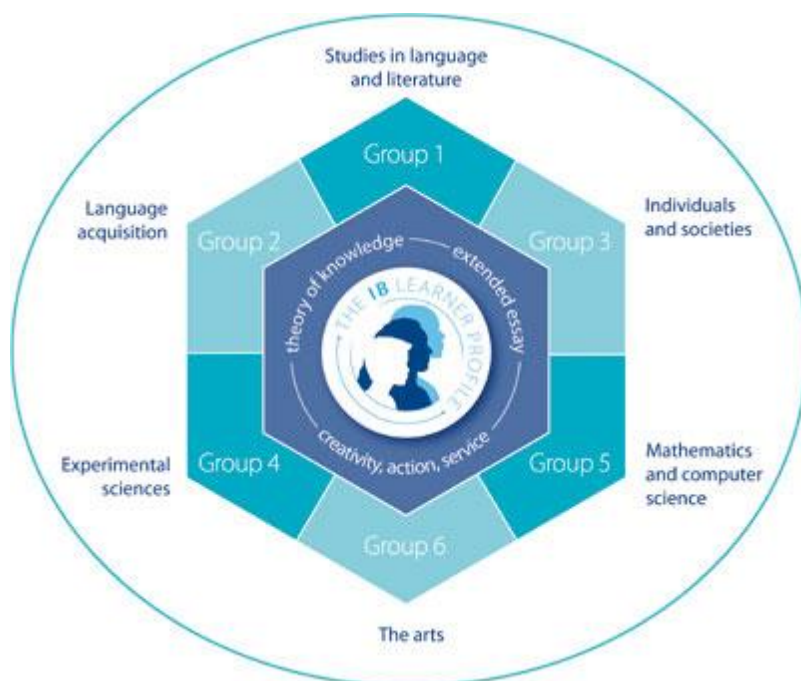 Studies in language
and literature
Group 1
Language
acquisition
Group 2
Individuals
and societies
Group 3
theory of knowledge
extended essay
THE IB LEARNER PROFILE
creativity, action, service
Experimental
sciences
Group 4
Mathematics
and computer
science
Group 5
Group 6
The arts